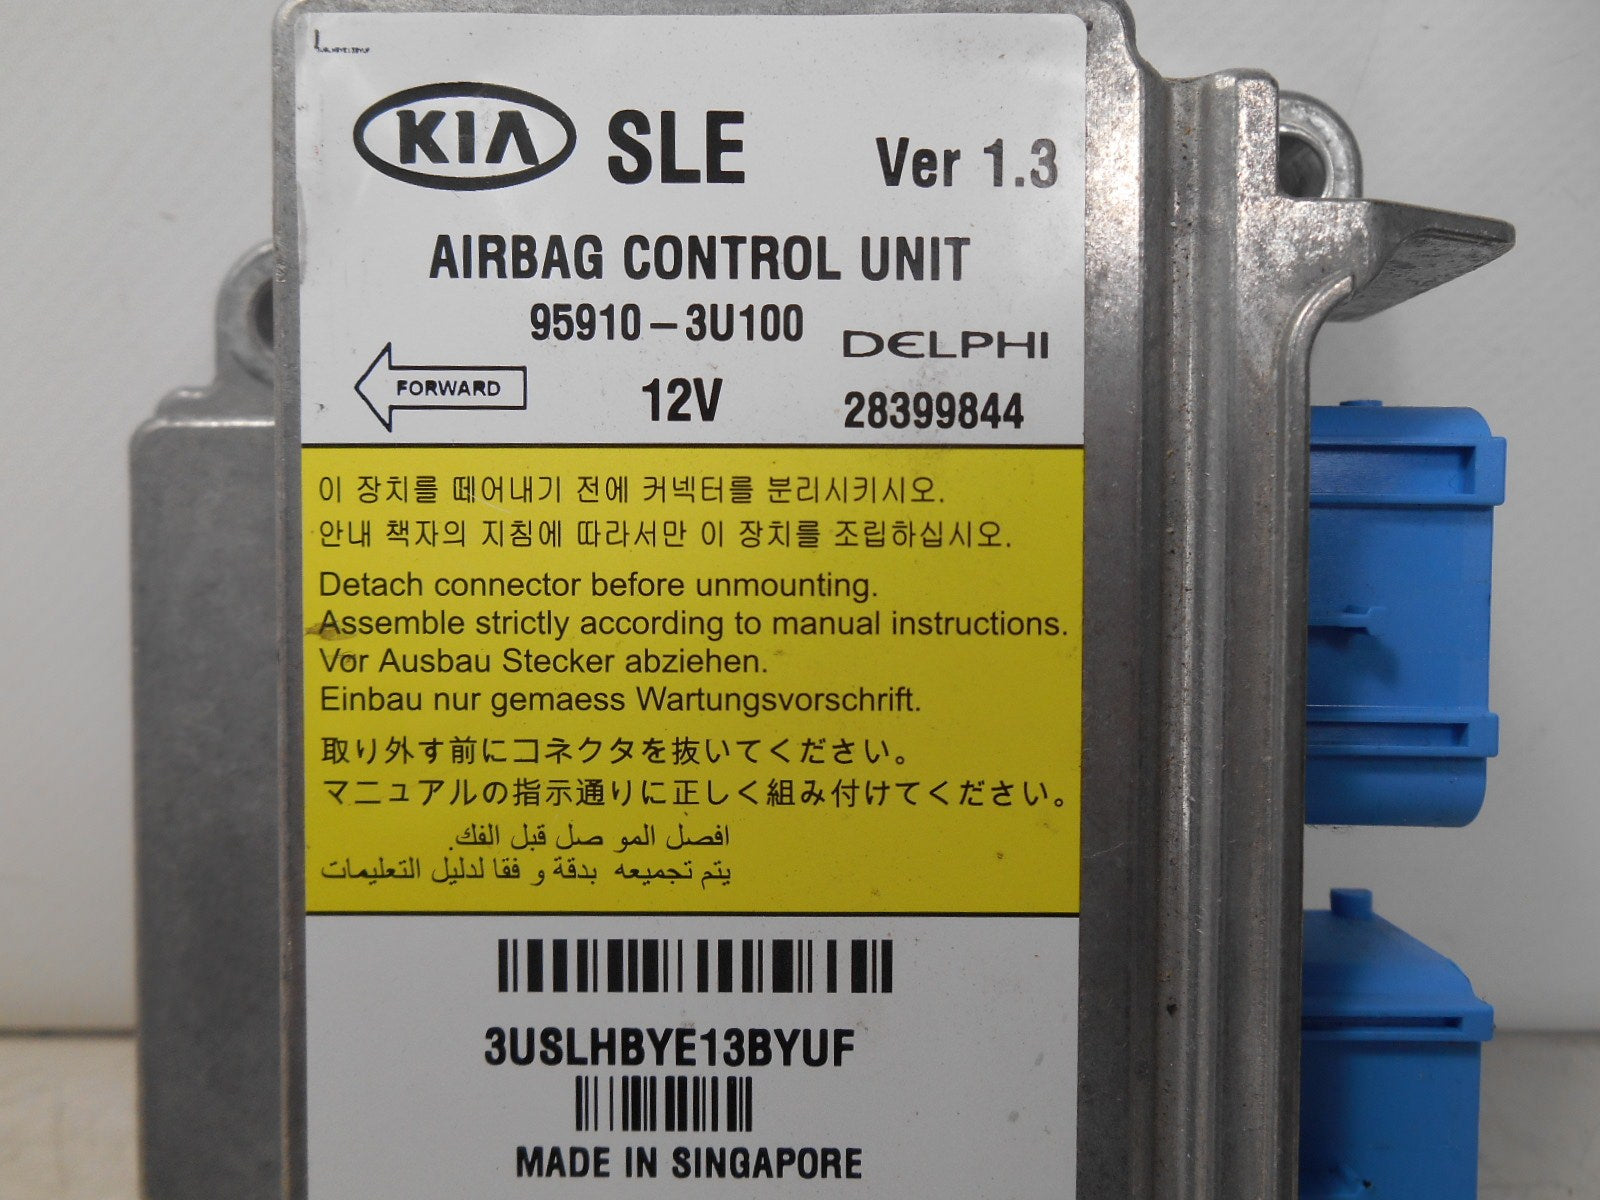 KIA SLE Ver 1.3
AIRBAG CONTROL UNIT
95910-3U100
DELPHI
FORWARD 12V 28399844
이 장치를 떼어내기 전에 커넥터를 분리시키시오.
안내 책자의 지침에 따라서만 이 장치를 조립하십시오.
Detach connector before unmounting.
Assemble strictly according to manual instructions.
Vor Ausbau Stecker abziehen.
Einbau nur gemaess Wartungsvorschrift.
取り外す前にコネクタを抜いてください。
マニュアルの指示通りに正しく組み付けてください。
افصل المو صل قبل الفك.
يتم تجميعه بدقة و فقا لدليل التعليمات
3USLHBYE13BYUF
MADE IN SINGAPORE